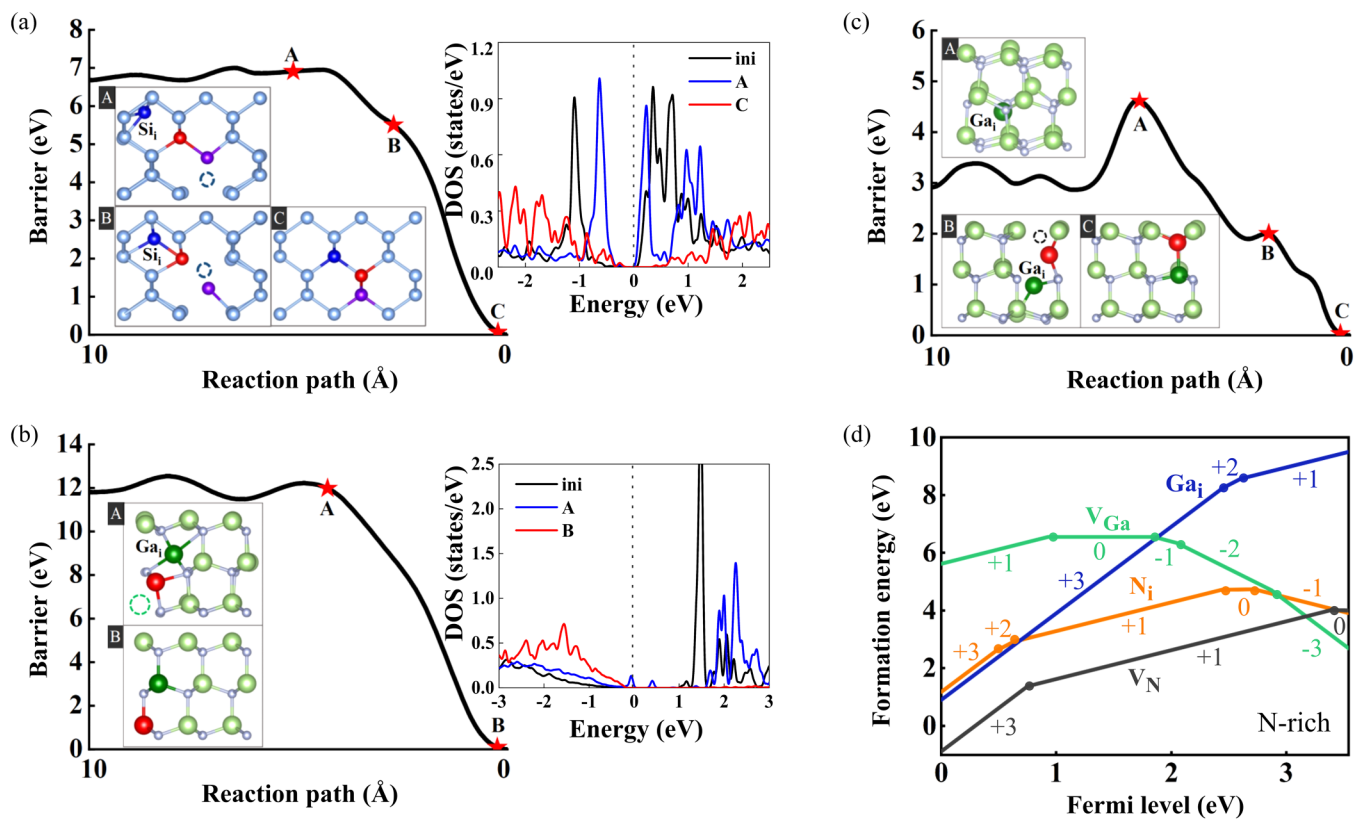 (a)
8
7
6
5
4
3
2
1
0
Barrier (eV)
10
0
Reaction path (Å)
A
B
C
A
Si_i
B
Si_i
C
1.2
0.9
0.6
0.3
0.0
DOS (states/eV)
-2
-1
0
1
2
Energy (eV)
ini
A
C
(c)
6
5
4
3
2
1
0
Barrier (eV)
10
0
Reaction path (Å)
A
B
C
A
Ga_i
B
Ga_i
C
(b)
14
12
10
8
6
4
2
0
Barrier (eV)
10
0
Reaction path (Å)
A
B
A
Ga_i
B
2.5
2.0
1.5
1.0
0.5
0.0
DOS (states/eV)
-3
-2
-1
0
1
2
3
Energy (eV)
ini
A
B
(d)
10
8
6
4
2
0
Formation energy (eV)
0
1
2
3
Fermi level (eV)
Ga_i
+3
+2
+1
V_Ga
+1
0
-1
-2
-3
N_i
+3
+2
+1
0
-1
V_N
+3
+1
0
N-rich